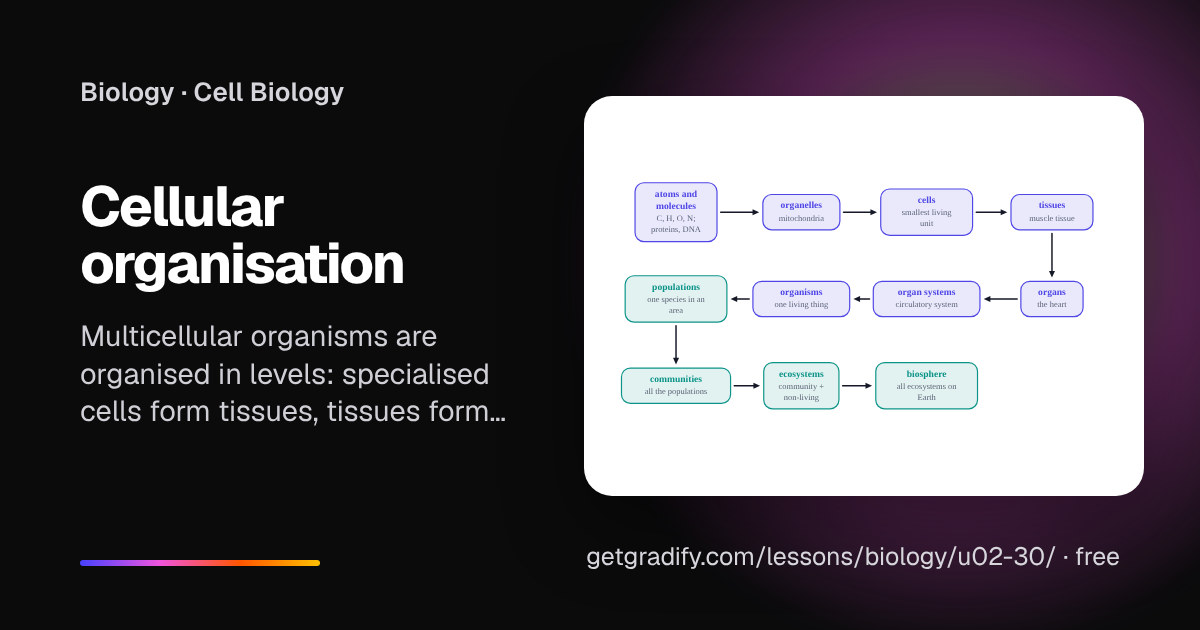 Biology · Cell Biology
Cellular
organisation
Multicellular organisms are
organised in levels: specialised
cells form tissues, tissues form...
atoms and
molecules
C, H, O, N;
proteins, DNA
organelles
mitochondria
cells
smallest living
unit
tissues
muscle tissue
organs
the heart
organ systems
circulatory system
organisms
one living thing
populations
one species in an
area
communities
all the populations
ecosystems
community +
non-living
biosphere
all ecosystems on
Earth
getgradify.com/lessons/biology/u02-30/ · free